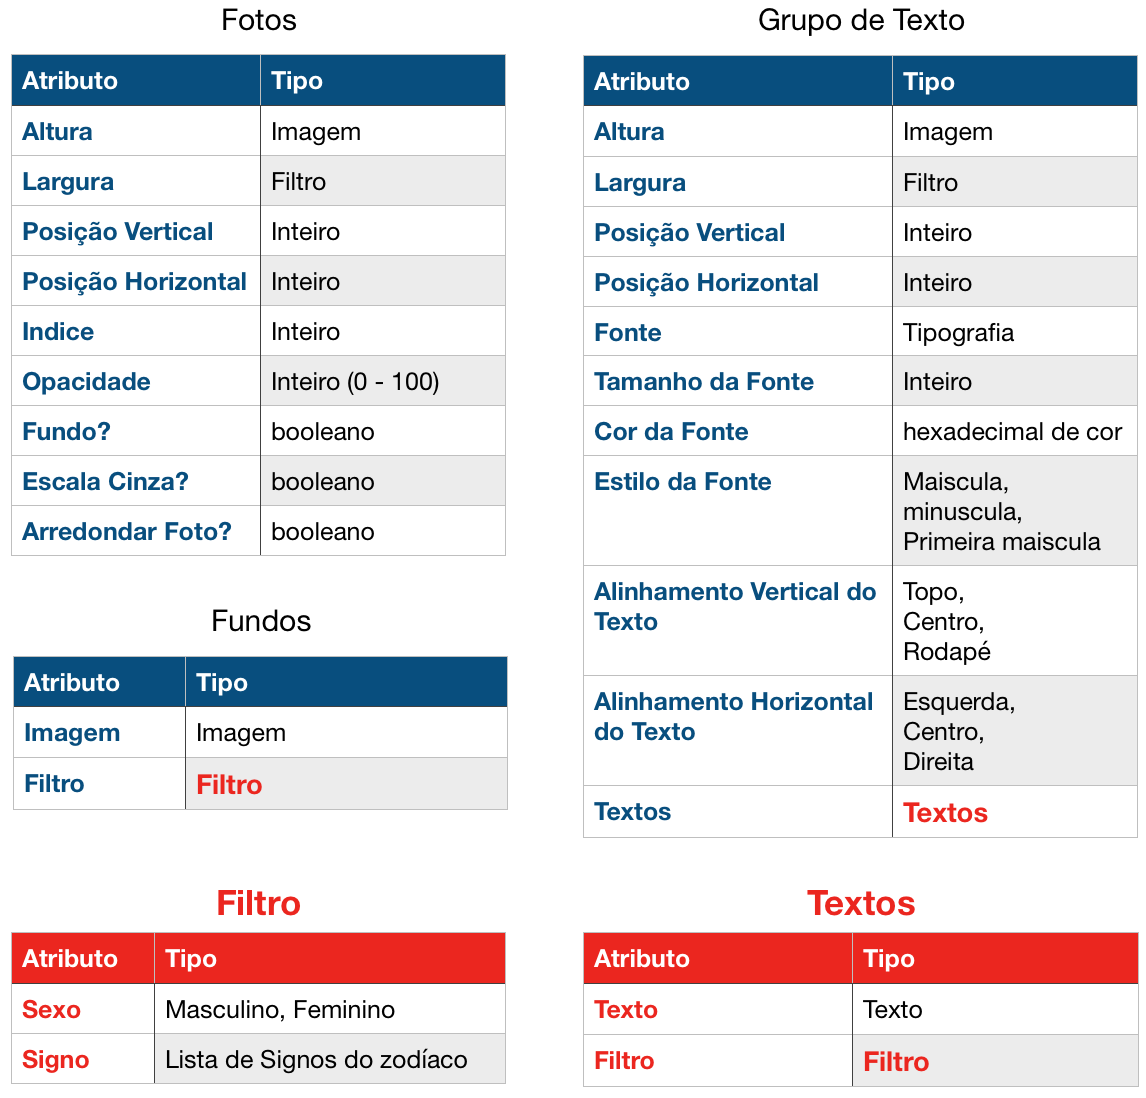 Fotos
Atributo Tipo
Altura Imagem
Largura Filtro
Posição Vertical Inteiro
Posição Horizontal Inteiro
Indice Inteiro
Opacidade Inteiro (0 - 100)
Fundo? booleano
Escala Cinza? booleano
Arredondar Foto? booleano
Fundos
Atributo Tipo
Imagem Imagem
Filtro Filtro
Filtro
Atributo Tipo
Sexo Masculino, Feminino
Signo Lista de Signos do zodíaco
Grupo de Texto
Atributo Tipo
Altura Imagem
Largura Filtro
Posição Vertical Inteiro
Posição Horizontal Inteiro
Fonte Tipografia
Tamanho da Fonte Inteiro
Cor da Fonte hexadecimal de cor
Estilo da Fonte Maiscula,
minuscula,
Primeira maiscula
Alinhamento Vertical do Topo,
Texto Centro,
Rodapé
Alinhamento Horizontal Esquerda,
do Texto Centro,
Direita
Textos Textos
Textos
Atributo Tipo
Texto Texto
Filtro Filtro